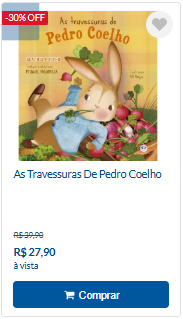 -30% OFF
As Travessuras de
Pedro Coelho
As Travessuras De Pedro Coelho
R$ 39,90
R$ 27,90
à vista
Comprar